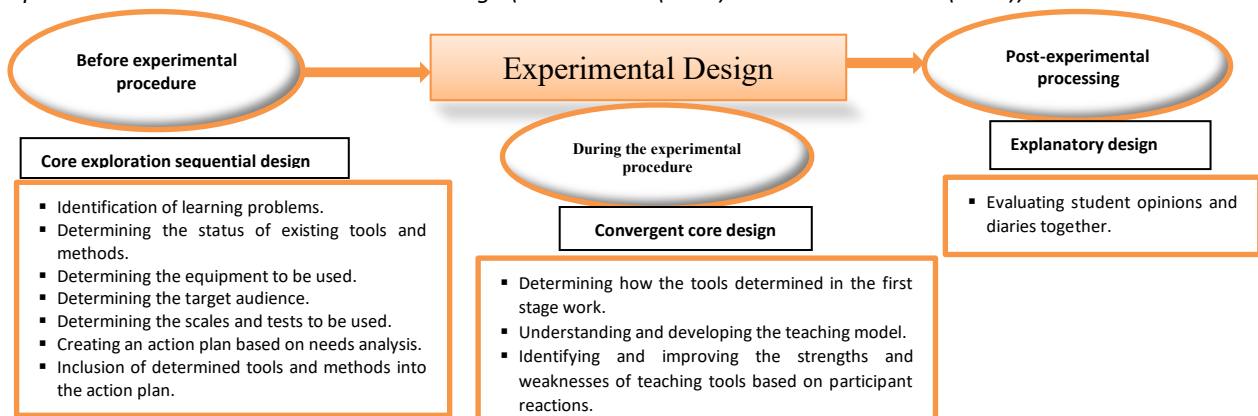 Before experimental
procedure
Experimental Design
Post-experimental
processing
Core exploration sequential design
▪ Identification of learning problems.
▪ Determining the status of existing tools and
methods.
▪ Determining the equipment to be used.
▪ Determining the target audience.
▪ Determining the scales and tests to be used.
▪ Creating an action plan based on needs analysis.
▪ Inclusion of determined tools and methods into
the action plan.
During the experimental
procedure
Convergent core design
▪ Determining how the tools determined in the first
stage work.
▪ Understanding and developing the teaching model.
▪ Identifying and improving the strengths and
weaknesses of teaching tools based on participant
reactions.
Explanatory design
▪ Evaluating student opinions and
diaries together.